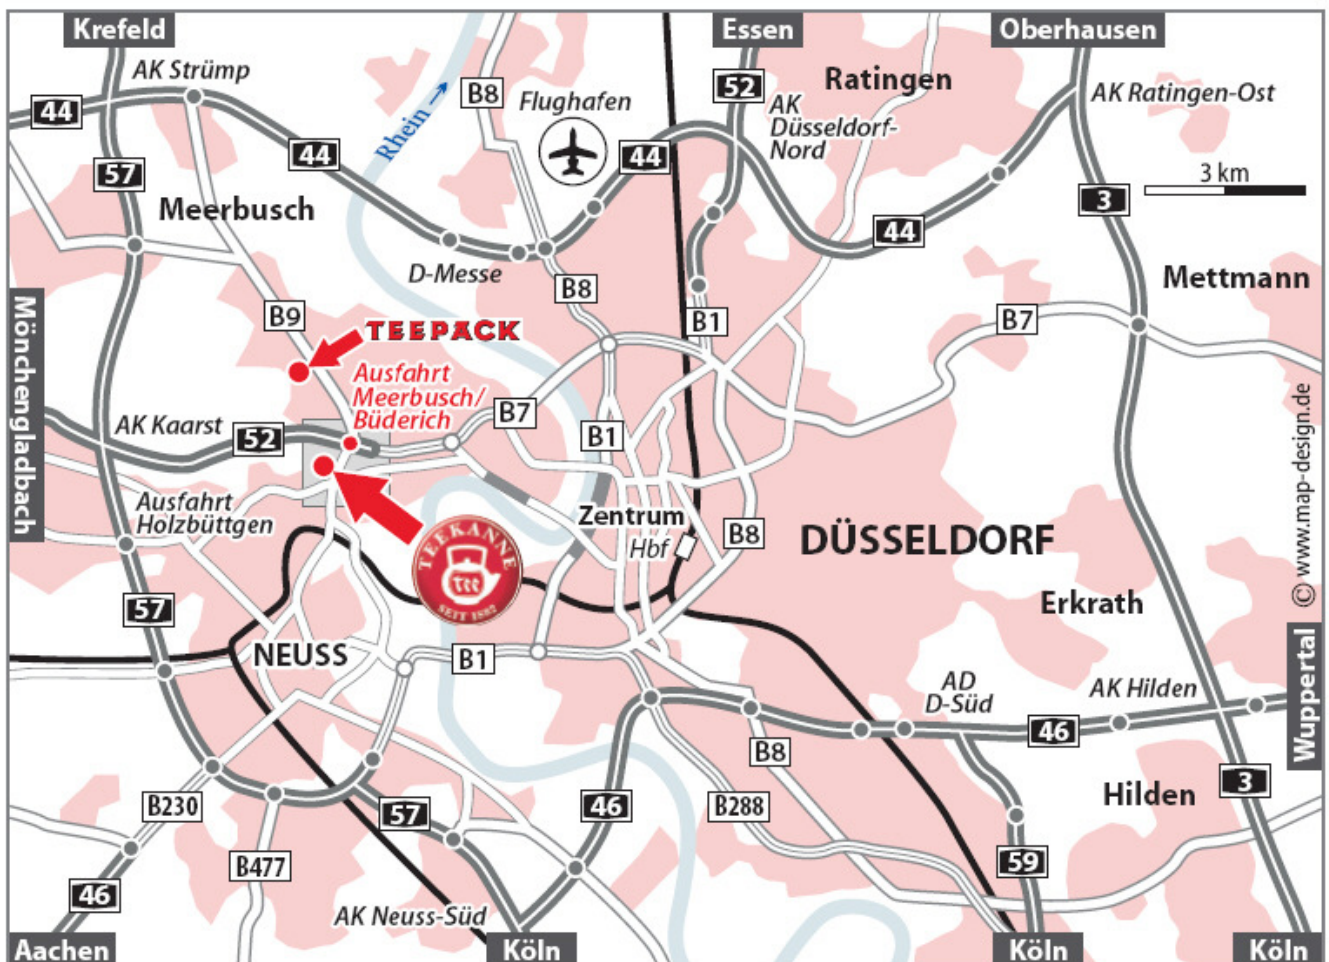 Krefeld
Essen
Oberhausen
AK Strümp
44
57
44
Rhein →
B8
Flughafen
44
52
AK
Düsseldorf-
Nord
Ratingen
AK Ratingen-Ost
3 km
3
Meerbusch
44
D-Messe
B8
B1
B7
Mettmann
B9
TEEPACK
Mönchengladbach
Ausfahrt
Meerbusch/
Büderich
AK Kaarst
52
B7
B1
Ausfahrt
Holzbüttgen
Zentrum
Hbf
B8
DÜSSELDORF
© www.map-design.de
TEEKANNE
Tee
SEIT 1882
57
Erkrath
NEUSS
B1
Wuppertal
AD
D-Süd
AK Hilden
46
B8
3
Hilden
B230
57
46
B288
B477
59
46
AK Neuss-Süd
Aachen
Köln
Köln
Köln